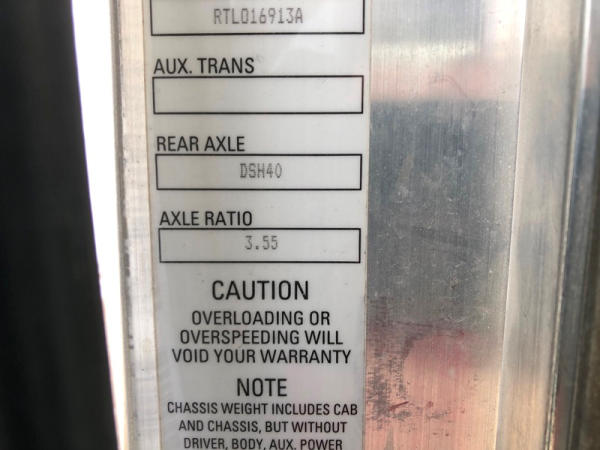 RTLO16913A
AUX. TRANS
REAR AXLE
DSH40
AXLE RATIO
3.55
CAUTION
OVERLOADING OR
OVERSPEEDING WILL
VOID YOUR WARRANTY
NOTE
CHASSIS WEIGHT INCLUDES CAB
AND CHASSIS, BUT WITHOUT
DRIVER, BODY, AUX. POWER